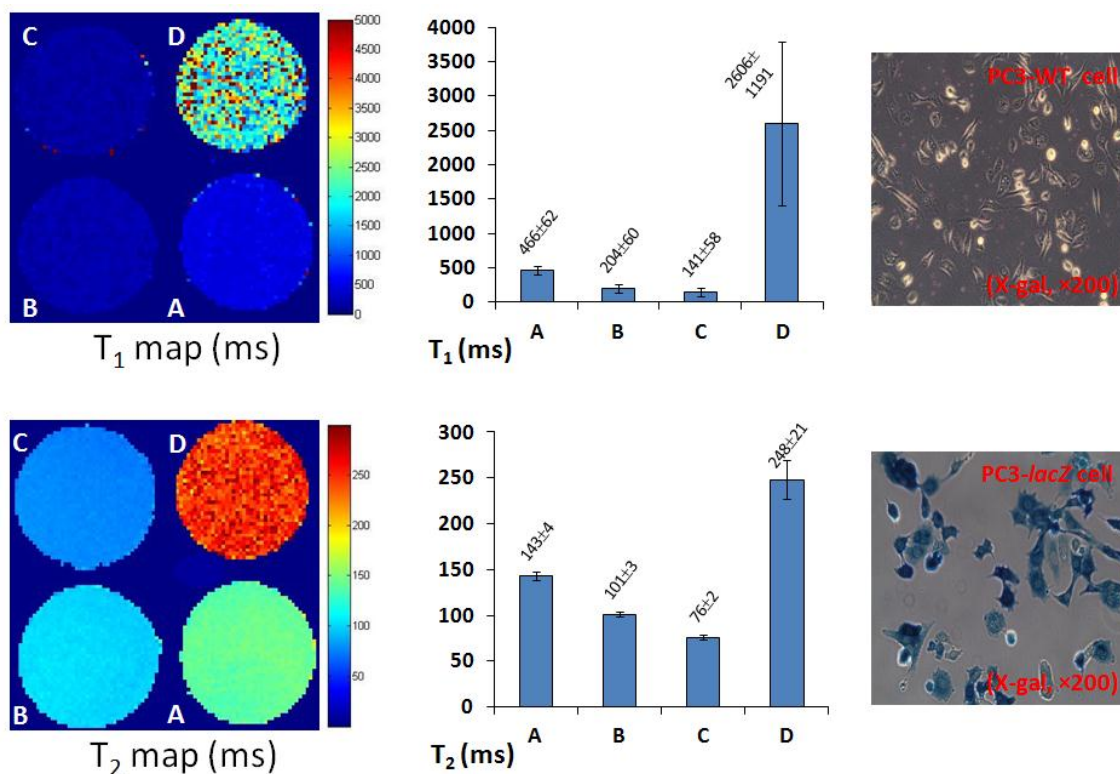 C D
B A
5000
4500
4000
3500
3000
2500
2000
1500
1000
500
0
T₁ map (ms)
4000
3500
3000
2500
2000
1500
1000
500
0
466±62
204±60
141±58
2606±
1191
A B C D
T₁ (ms)
PC3-WT cell
(X-gal, ×200)
C D
B A
250
200
150
100
50
T₂ map (ms)
300
250
200
150
100
50
0
143±4
101±3
76±2
248±21
A B C D
T₂ (ms)
PC3-lacZ cell
(X-gal, ×200)